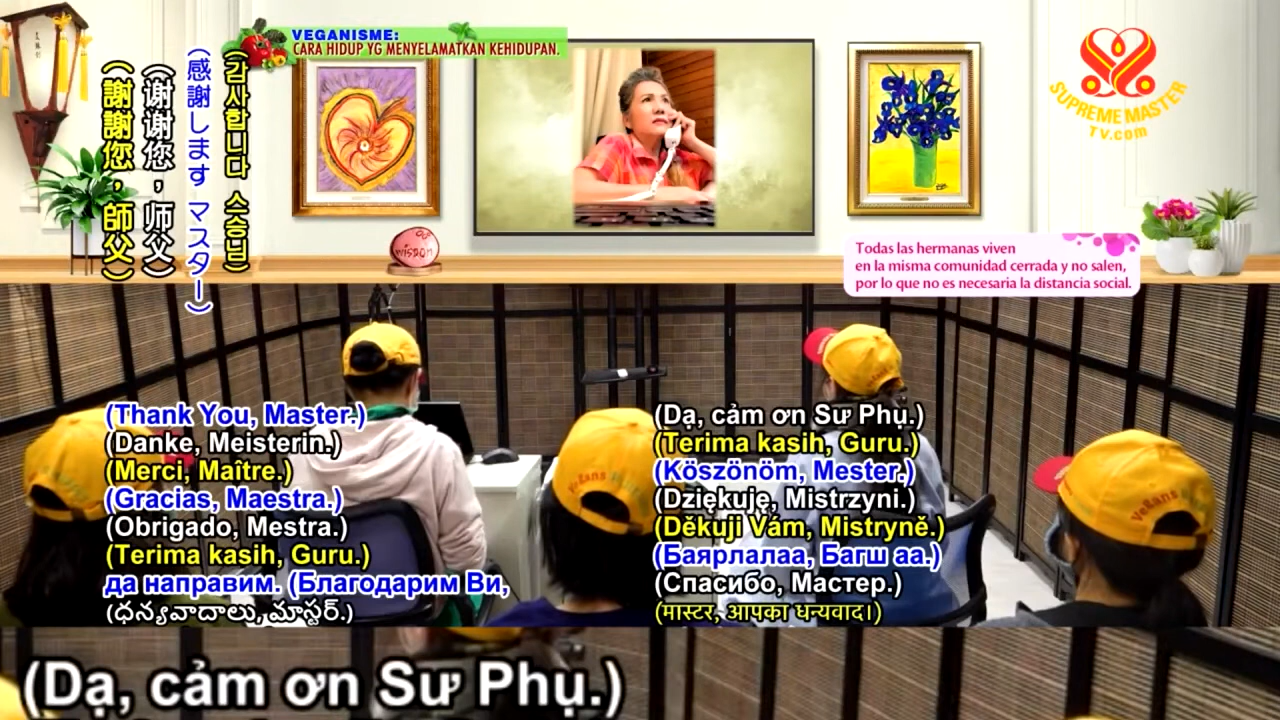 VEGANISME:
CARA HIDUP YG MENYELAMATKAN KEHIDUPAN.
(謝謝您，師父)
(谢谢您，师父)
(感謝します マスター)
(감사합니다 스승님)
SUPREME MASTER
TV.com
wisdom
Todas las hermanas viven
en la misma comunidad cerrada y no salen,
por lo que no es necesaria la distancia social.
(Thank You, Master.)
(Danke, Meisterin.)
(Merci, Maître.)
(Gracias, Maestra.)
(Obrigado, Mestra.)
(Terima kasih, Guru.)
да направим. (Благодарим Ви,
(ధన్యవాదాలు, మాస్టర్.)
(Dạ, cảm ơn Sư Phụ.)
(Terima kasih, Guru.)
(Köszönöm, Mester.)
(Dziękuję, Mistrzyni.)
(Děkuji Vám, Mistryně.)
(Баярлалаа, Багш аа.)
(Спасибо, Мастер.)
(मास्टर, आपका धन्यवाद।)
Vegans
Vegans
(Dạ, cảm ơn Sư Phụ.)